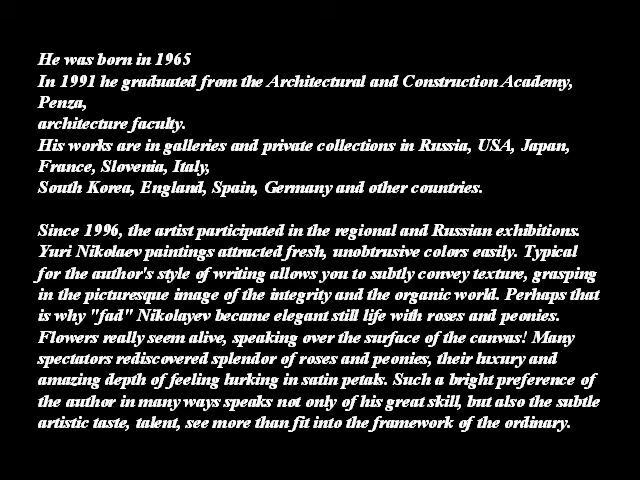 He was born in 1965
In 1991 he graduated from the Architectural and Construction Academy,
Penza,
architecture faculty.
His works are in galleries and private collections in Russia, USA, Japan,
France, Slovenia, Italy,
South Korea, England, Spain, Germany and other countries.

Since 1996, the artist participated in the regional and Russian exhibitions.
Yuri Nikolaev paintings attracted fresh, unobtrusive colors easily. Typical
for the author's style of writing allows you to subtly convey texture, grasping
in the picturesque image of the integrity and the organic world. Perhaps that
is why "fad" Nikolayev became elegant still life with roses and peonies.
Flowers really seem alive, speaking over the surface of the canvas! Many
spectators rediscovered splendor of roses and peonies, their luxury and
amazing depth of feeling lurking in satin petals. Such a bright preference of
the author in many ways speaks not only of his great skill, but also the subtle
artistic taste, talent, see more than fit into the framework of the ordinary.